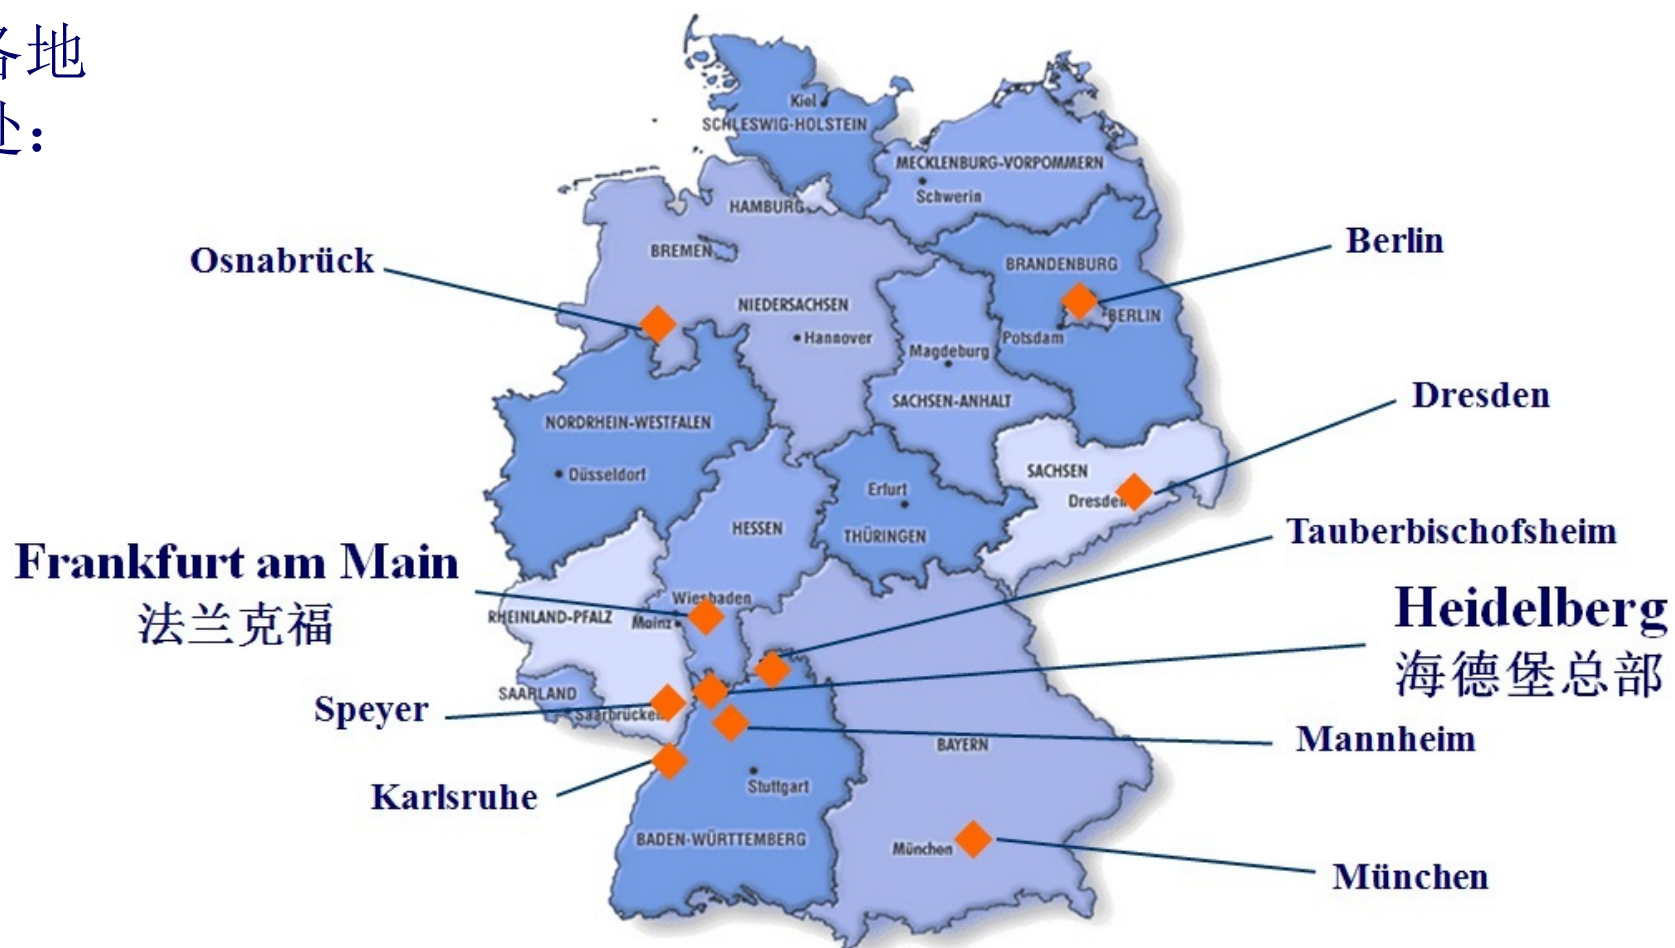 各地
处：
Kiel
SCHLESWIG-HOLSTEIN
MECKLENBURG-VORPOMMERN
Schwerin
HAMBURG
Osnabrück
BREMEN
Berlin
BRANDENBURG
NIEDERSACHSEN
BERLIN
Hannover
Potsdam
Magdeburg
Dresden
SACHSEN-ANHALT
NORDRHEIN-WESTFALEN
SACHSEN
Düsseldorf
Erfurt
Dresden
HESSEN
THÜRINGEN
Tauberbischofsheim
Frankfurt am Main
法兰克福
Wiesbaden
RHEINLAND-PFALZ
Mainz
Heidelberg
海德堡总部
SAARLAND
Saarbrücken
Speyer
Mannheim
BAYERN
Karlsruhe
Stuttgart
BADEN-WÜRTTEMBERG
München
München